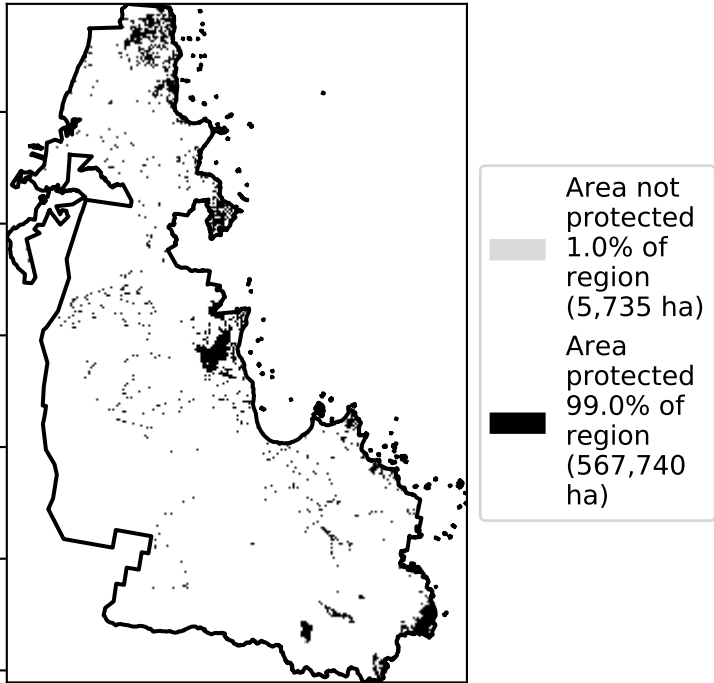 Area not
protected
1.0% of
region
(5,735 ha)
Area
protected
99.0% of
region
(567,740
ha)